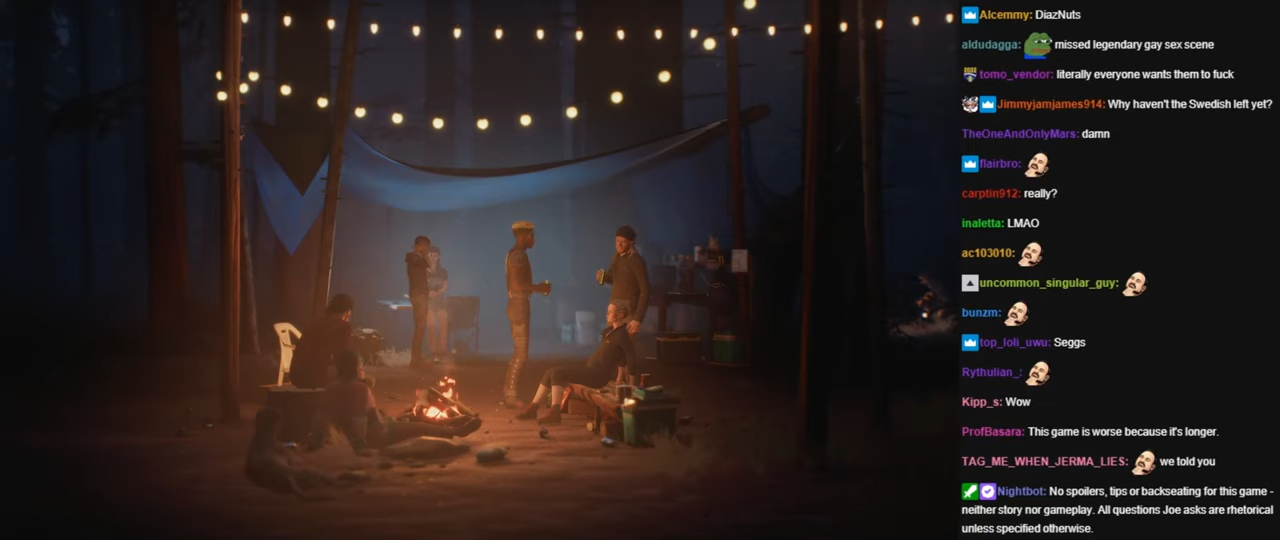 Alcemmy: DiazNuts
aldudagga: missed legendary gay sex scene
tomo_vendor: literally everyone wants them to fuck
Jimmyjamjames914: Why haven't the Swedish left yet?
TheOneAndOnlyMars: damn
flairbro:
carptin912: really?
inaletta: LMAO
ac103010:
uncommon_singular_guy:
bunzm:
top_loli_uwu: Seggs
Rythulian_:
Kipp_s: Wow
ProfBasara: This game is worse because it's longer.
TAG_ME_WHEN_JERMA_LIES: we told you
Nightbot: No spoilers, tips or backseating for this game -
neither story nor gameplay. All questions Joe asks are rhetorical
unless specified otherwise.